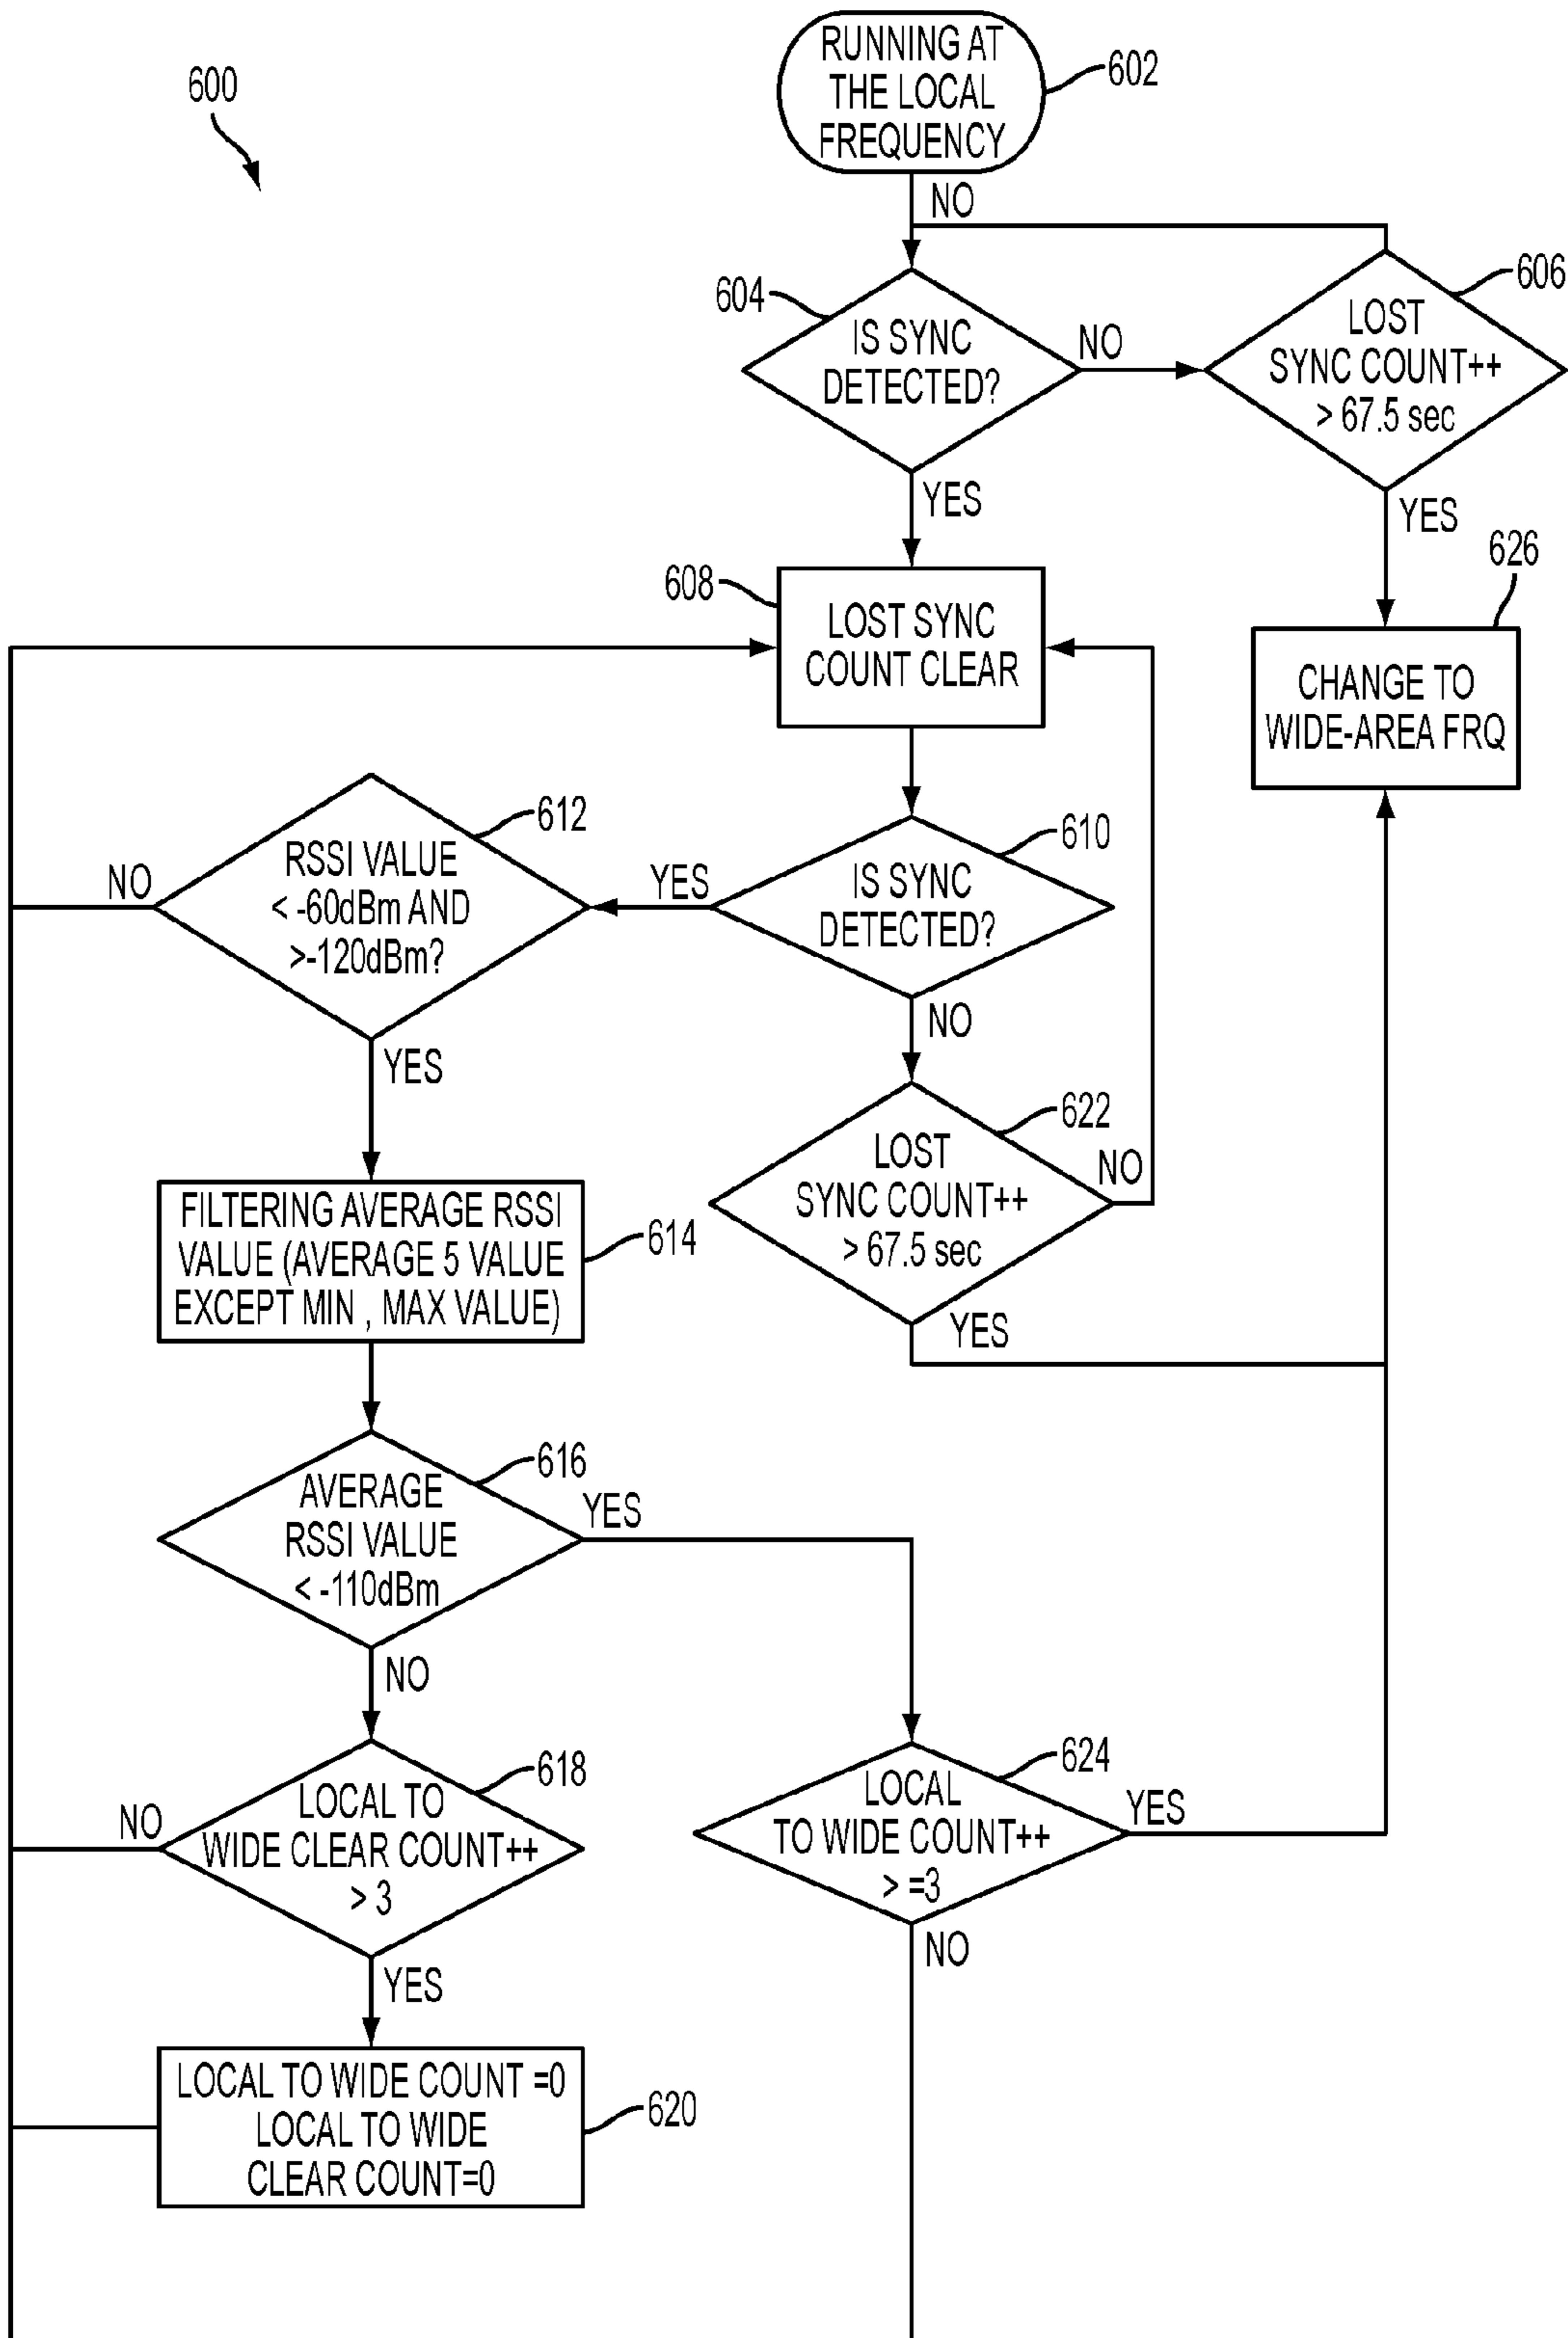 600
RUNNING AT
THE LOCAL
FREQUENCY
602
NO
604
IS SYNC
DETECTED?
NO
YES
606
LOST
SYNC COUNT++
> 67.5 sec
YES
608
LOST SYNC
COUNT CLEAR
626
CHANGE TO
WIDE-AREA FRQ
612
NO
RSSI VALUE
< -60dBm AND
>-120dBm?
YES
610
YES
IS SYNC
DETECTED?
NO
622
LOST
SYNC COUNT++
> 67.5 sec
NO
YES
FILTERING AVERAGE RSSI
VALUE (AVERAGE 5 VALUE
EXCEPT MIN , MAX VALUE)
614
616
AVERAGE
RSSI VALUE
< -110dBm
YES
NO
618
NO
LOCAL TO
WIDE CLEAR COUNT++
> 3
YES
624
LOCAL
TO WIDE COUNT++
> =3
YES
NO
LOCAL TO WIDE COUNT =0
LOCAL TO WIDE
CLEAR COUNT=0
620